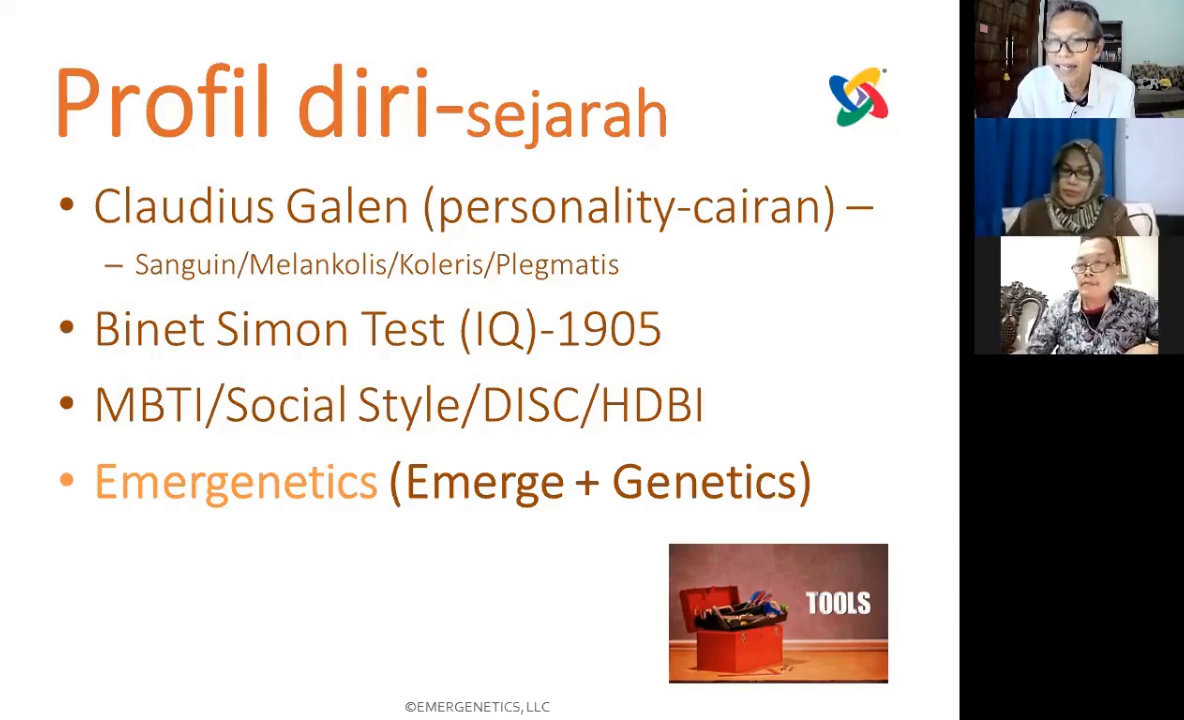 Profil diri-sejarah
• Claudius Galen (personality-cairan) –
– Sanguin/Melankolis/Koleris/Plegmatis
• Binet Simon Test (IQ)-1905
• MBTI/Social Style/DISC/HDBI
• Emergenetics (Emerge + Genetics)
TOOLS
©EMERGENETICS, LLC